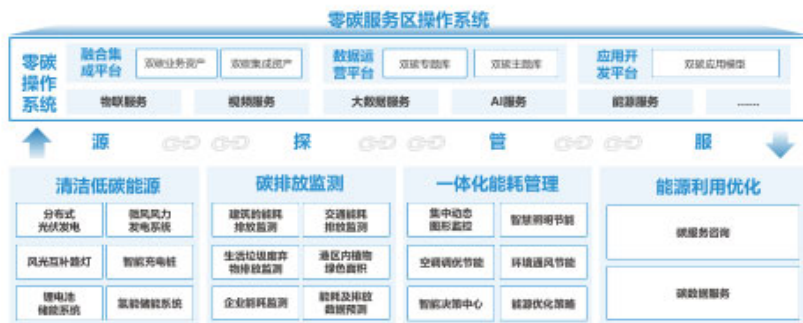 零碳服务区操作系统
零碳
操作
系统
融合集
成平台
双碳业务资产
双碳集成资产
数据运
营平台
双碳专题库
双碳主题库
应用开
发平台
双碳应用模型
物联服务
视频服务
大数据服务
AI服务
能源服务
......
源
探
管
服
清洁低碳能源
分布式
光伏发电
微风风力
发电系统
风光互补路灯
智能充电桩
锂电池
储能系统
氢能储能系统
碳排放监测
建筑的能耗
排放监测
交通能耗
排放监测
生活垃圾废弃
物排放监测
港区内植物
绿色面积
企业能耗监测
能耗及排放
数据预测
一体化能耗管理
集中动态
图形监控
智慧照明节能
空调调优节能
环境通风节能
智能决策中心
能源优化策略
能源利用优化
碳服务咨询
碳数据服务